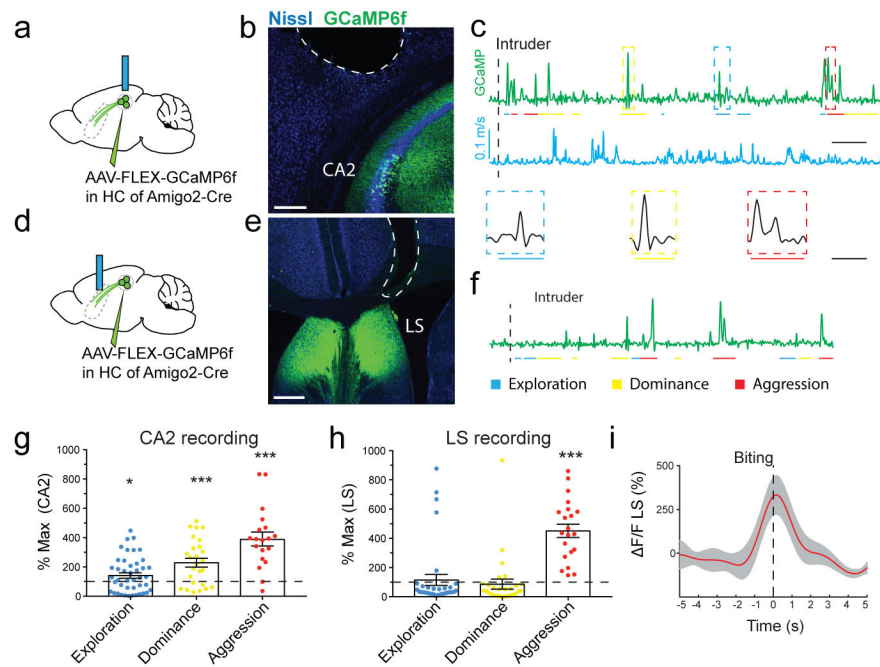 a
AAV-FLEX-GCaMP6f
in HC of Amigo2-Cre
b
Nissl GCaMP6f
CA2
c
Intruder
GCaMP
0.1 m/s
d
AAV-FLEX-GCaMP6f
in HC of Amigo2-Cre
e
LS
f
Intruder
Exploration Dominance Aggression
g
CA2 recording
% Max (CA2)
1000
800
600
400
200
100
0
* *** ***
Exploration
Dominance
Aggression
h
LS recording
% Max (LS)
1000
800
600
400
200
100
0
***
Exploration
Dominance
Aggression
i
Biting
ΔF/F LS (%)
500
250
0
-5 -4 -3 -2 -1 0 1 2 3 4 5
Time (s)